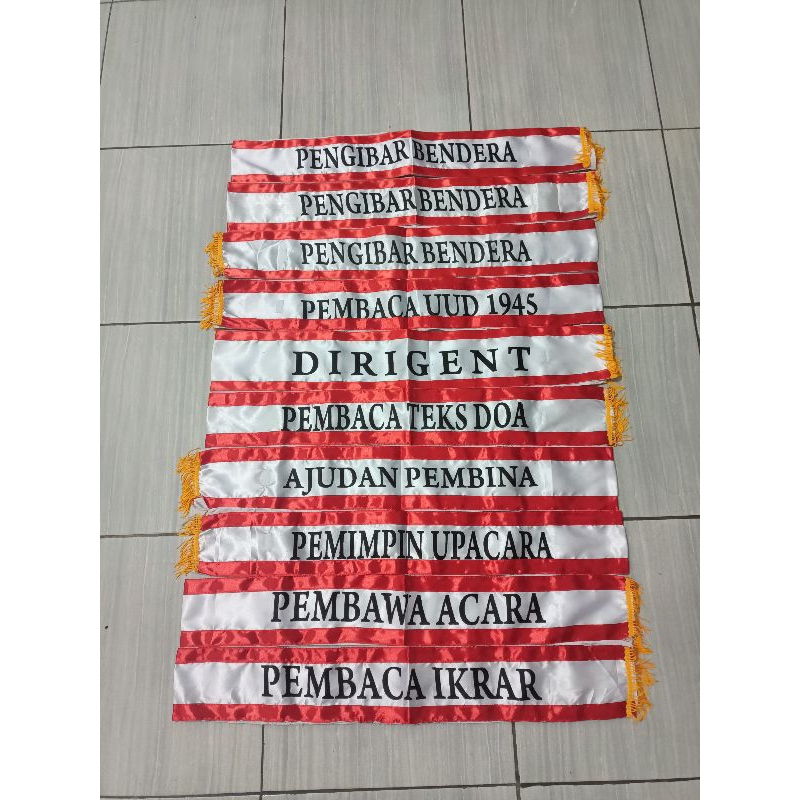 PENGIBAR BENDERA
PENGIBAR BENDERA
PENGIBAR BENDERA
PEMBACA UUD 1945
DIRIGENT
PEMBACA TEKS DOA
AJUDAN PEMBINA
PEMIMPIN UPACARA
PEMBAWA ACARA
PEMBACA IKRAR